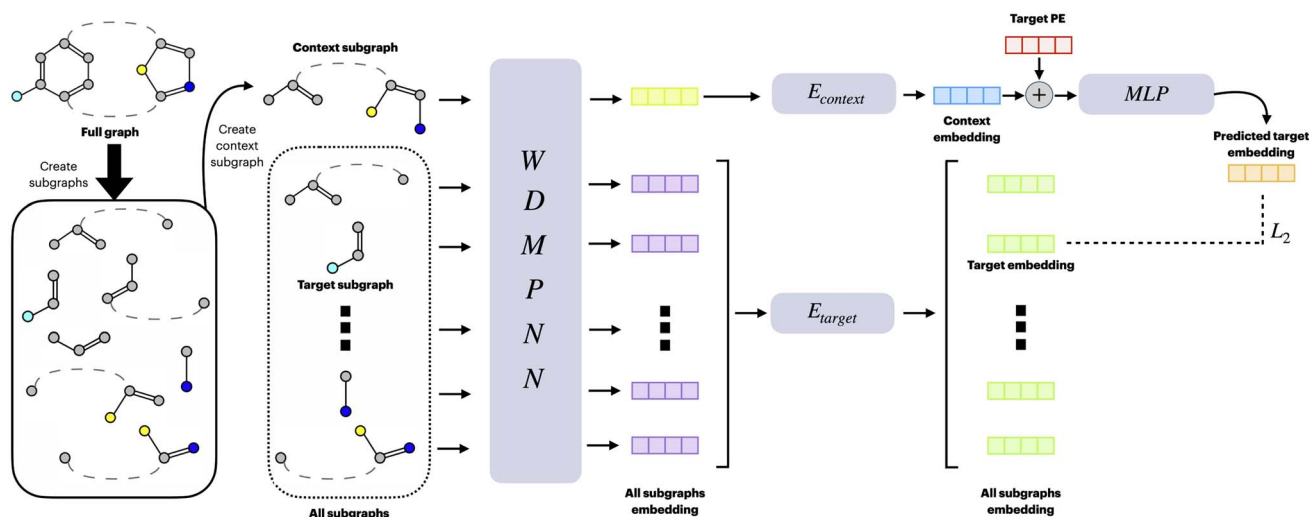 Full graph
Create
subgraphs
Create
context
subgraph
Context subgraph
Target subgraph
All subgraphs
W
D
M
P
N
N
All subgraphs
embedding
E_context
E_target
Context
embedding
Target PE
+
MLP
Predicted target
embedding
L_2
Target embedding
All subgraphs
embedding